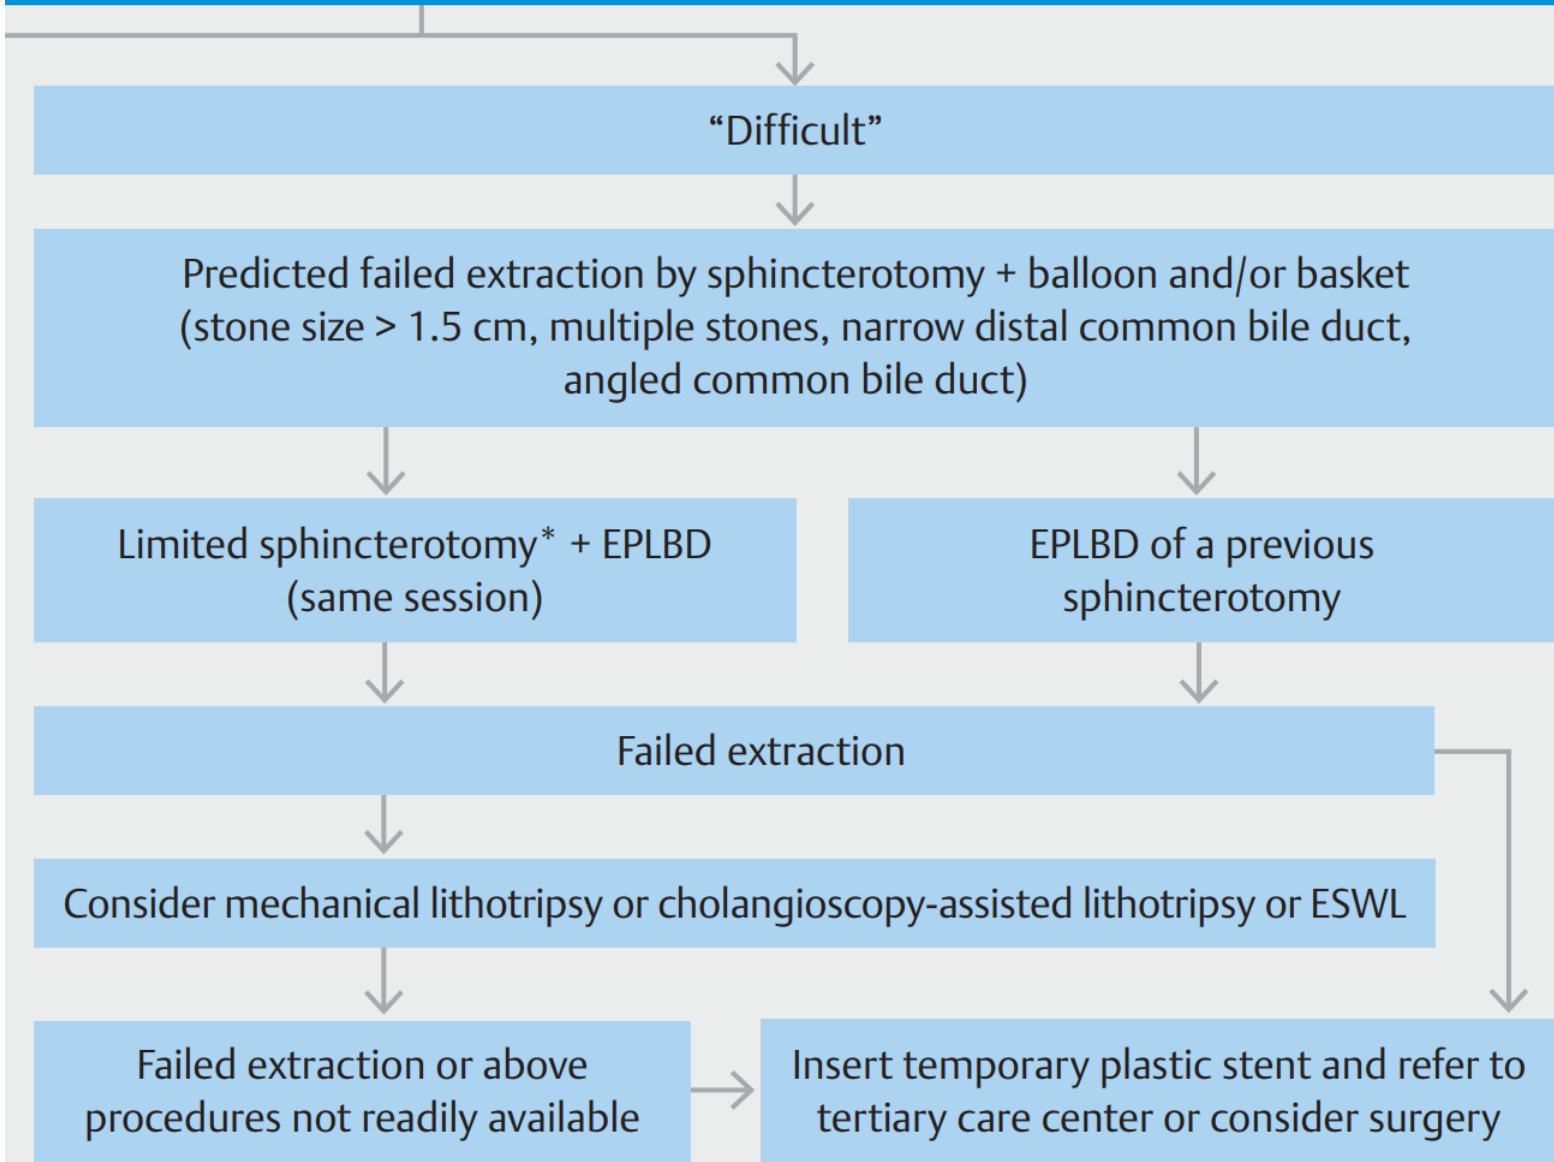 “Difficult”
Predicted failed extraction by sphincterotomy + balloon and/or basket
(stone size > 1.5 cm, multiple stones, narrow distal common bile duct,
angled common bile duct)
Limited sphincterotomy* + EPLBD
(same session)
EPLBD of a previous
sphincterotomy
Failed extraction
Consider mechanical lithotripsy or cholangioscopy-assisted lithotripsy or ESWL
Failed extraction or above
procedures not readily available
Insert temporary plastic stent and refer to
tertiary care center or consider surgery